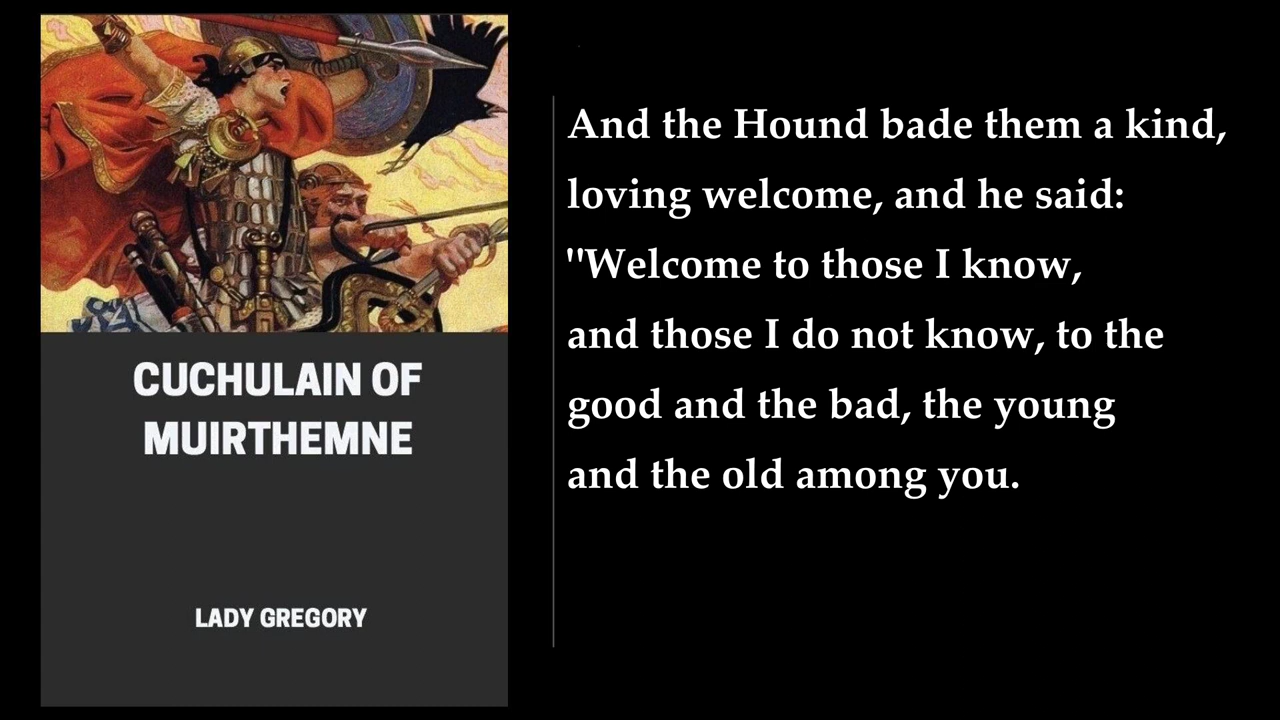 CUCHULAIN OF
MUIRTHEMNE
LADY GREGORY
And the Hound bade them a kind,
loving welcome, and he said:
"Welcome to those I know,
and those I do not know, to the
good and the bad, the young
and the old among you.